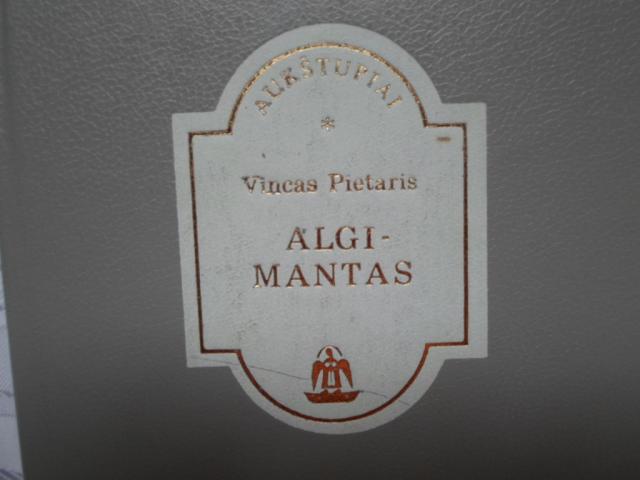 AUKŠTUPIAI
*
Vincas Pietaris
ALGI-
MANTAS